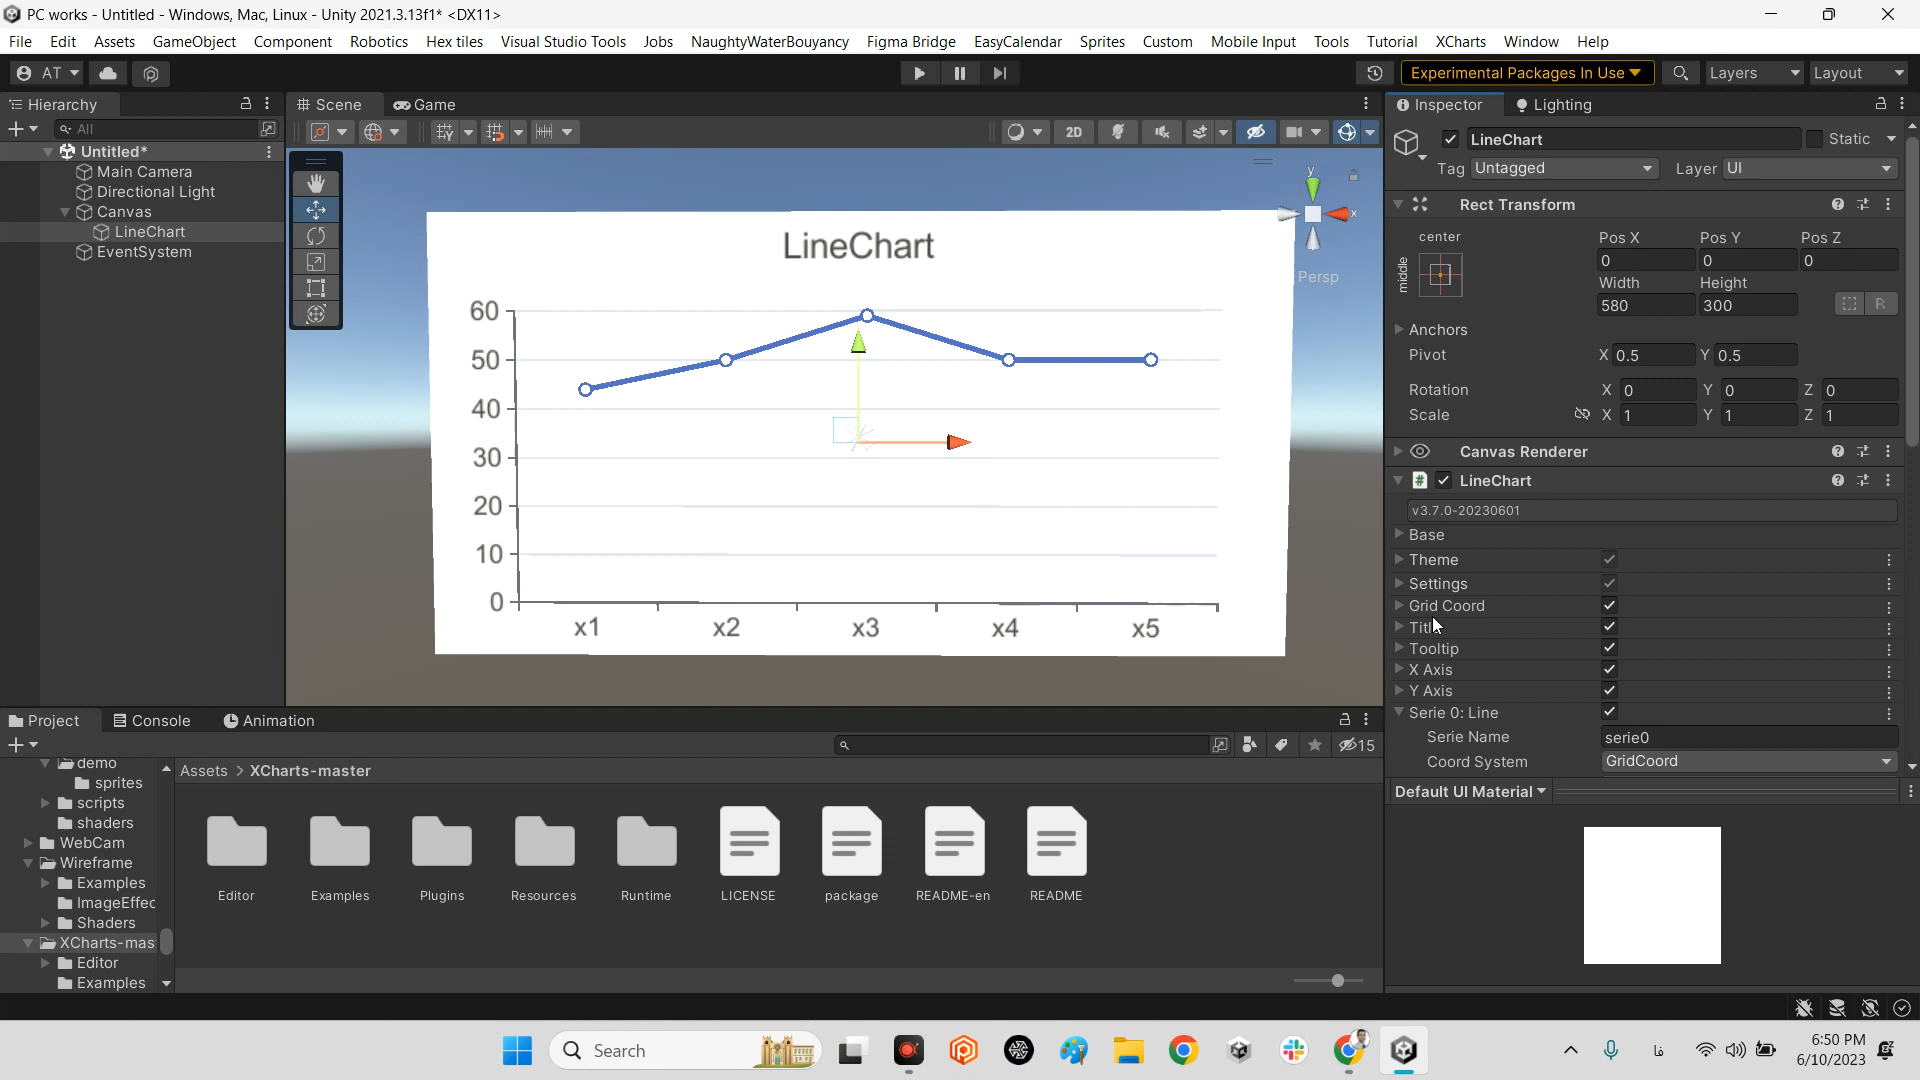 PC works - Untitled - Windows, Mac, Linux - Unity 2021.3.13f1* <DX11>
File Edit Assets GameObject Component Robotics Hex tiles Visual Studio Tools Jobs NaughtyWaterBouyancy Figma Bridge EasyCalendar Sprites Custom Mobile Input Tools Tutorial XCharts Window Help
AT Experimental Packages In Use Layers Layout
Hierarchy
All
Untitled*
Main Camera
Directional Light
Canvas
LineChart
EventSystem
Scene Game
2D
y
x
Persp
LineChart
60
50
40
30
20
10
0
x1 x2 x3 x4 x5
Inspector Lighting
LineChart Static
Tag Untagged Layer UI
Rect Transform
center
middle
Pos X Pos Y Pos Z
0 0 0
Width Height
580 300 R
Anchors
Pivot X 0.5 Y 0.5
Rotation X 0 Y 0 Z 0
Scale X 1 Y 1 Z 1
Canvas Renderer
# LineChart
v3.7.0-20230601
Base
Theme
Settings
Grid Coord
Tooltip
X Axis
Y Axis
Serie 0: Line
Serie Name serie0
Coord System GridCoord
Default UI Material
Project Console Animation
15
demo
sprites
scripts
shaders
WebCam
Wireframe
Examples
ImageEffec
Shaders
XCharts-mas
Editor
Examples
Assets > XCharts-master
Editor Examples Plugins Resources Runtime LICENSE package README-en README
Search
فا
6:50 PM
6/10/2023